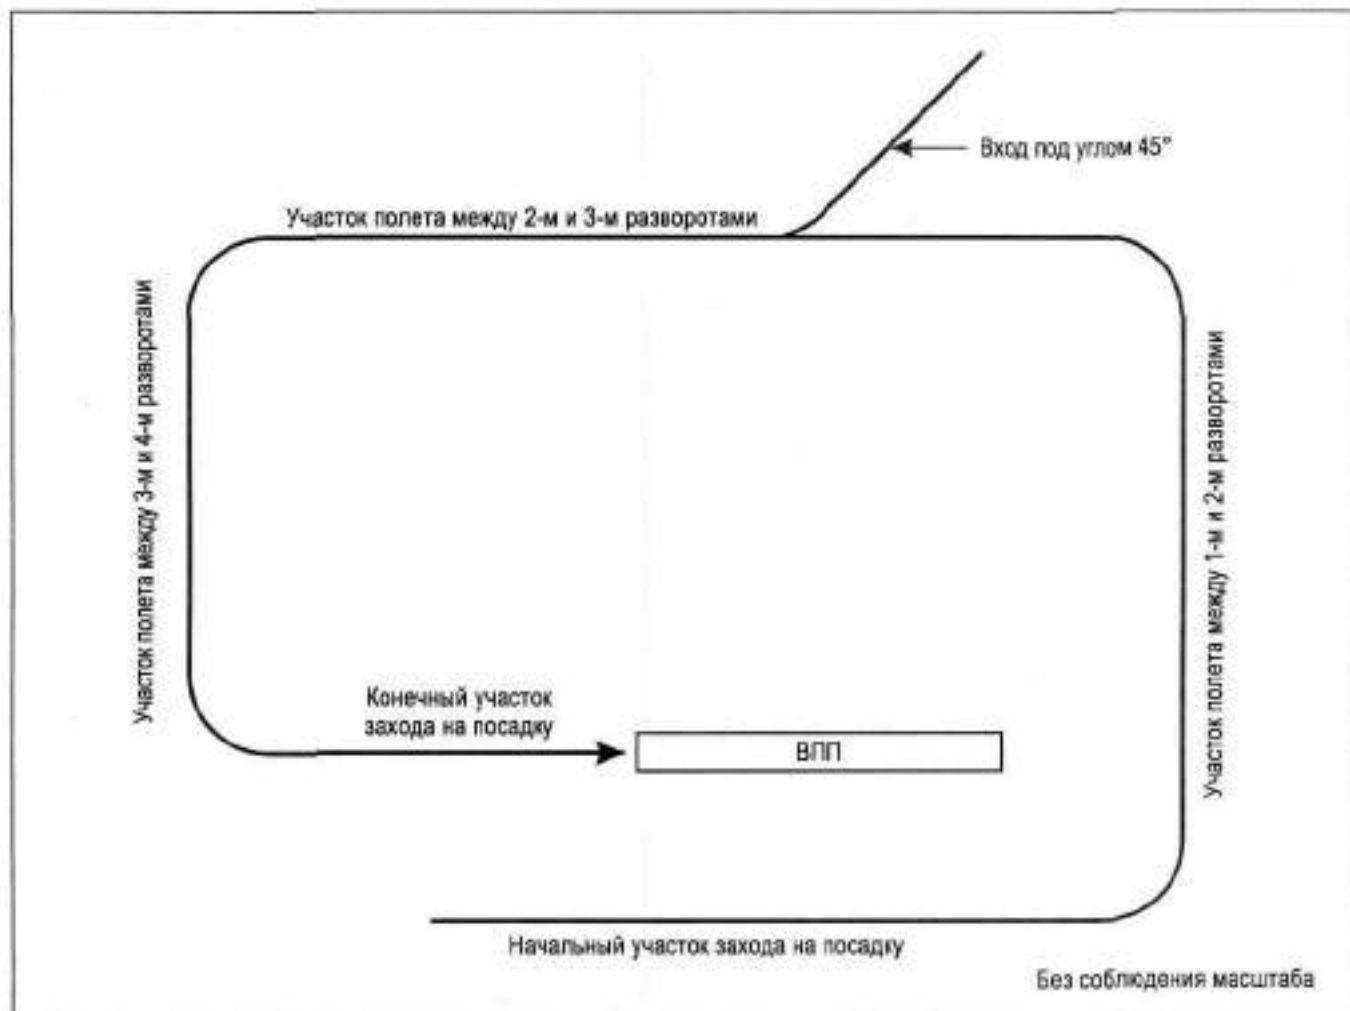 Вход под углом 45°
Участок полета между 2-м и 3-м разворотами
Участок полета между 3-м и 4-м разворотами
Участок полета между 1-м и 2-м разворотами
Конечный участок
захода на посадку
ВПП
Начальный участок захода на посадку
Без соблюдения масштаба